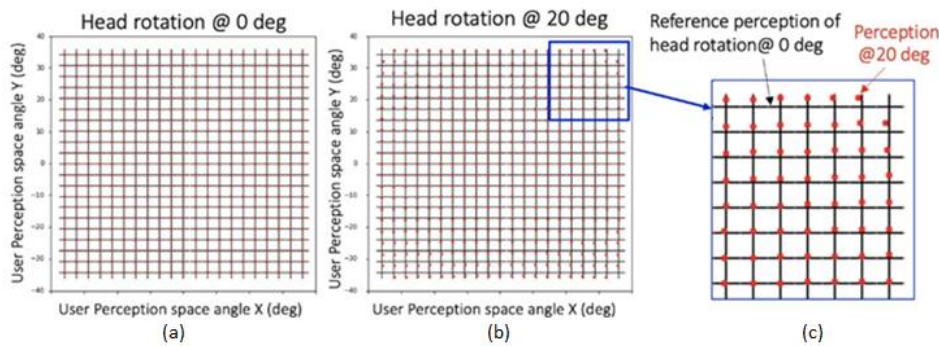 Head rotation @ 0 deg
User Perception space angle Y (deg)
40
30
20
10
0
−10
−20
−30
−40
User Perception space angle X (deg)
(a)
Head rotation @ 20 deg
User Perception space angle Y (deg)
40
30
20
10
0
−10
−20
−30
−40
User Perception space angle X (deg)
(b)
Reference perception of
head rotation@ 0 deg
Perception
@20 deg
(c)